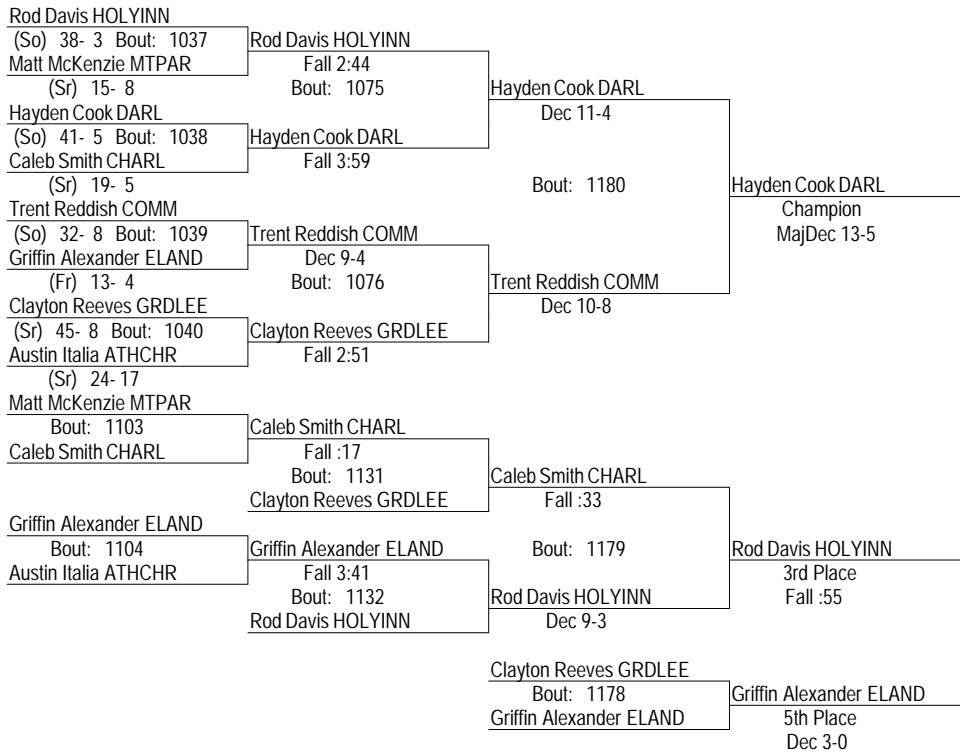 Rod Davis HOLYINN
(So) 38- 3 Bout: 1037
Matt McKenzie MTPAR
(Sr) 15- 8
Hayden Cook DARL
(So) 41- 5 Bout: 1038
Caleb Smith CHARL
(Sr) 19- 5
Trent Reddish COMM
(So) 32- 8 Bout: 1039
Griffin Alexander ELAND
(Fr) 13- 4
Clayton Reeves GRDLEE
(Sr) 45- 8 Bout: 1040
Austin Italia ATHCHR
(Sr) 24- 17
Matt McKenzie MTPAR
Bout: 1103
Caleb Smith CHARL
Griffin Alexander ELAND
Bout: 1104
Austin Italia ATHCHR
Rod Davis HOLYINN
Fall 2:44
Bout: 1075
Hayden Cook DARL
Fall 3:59
Trent Reddish COMM
Dec 9-4
Bout: 1076
Clayton Reeves GRDLEE
Fall 2:51
Caleb Smith CHARL
Fall :17
Bout: 1131
Clayton Reeves GRDLEE
Griffin Alexander ELAND
Fall 3:41
Bout: 1132
Rod Davis HOLYINN
Hayden Cook DARL
Dec 11-4
Bout: 1180
Trent Reddish COMM
Dec 10-8
Caleb Smith CHARL
Fall :33
Bout: 1179
Rod Davis HOLYINN
Dec 9-3
Clayton Reeves GRDLEE
Bout: 1178
Griffin Alexander ELAND
Hayden Cook DARL
Champion
MajDec 13-5
Rod Davis HOLYINN
3rd Place
Fall :55
Griffin Alexander ELAND
5th Place
Dec 3-0